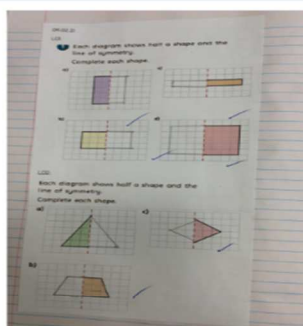 Each diagram shows half a shape and the
line of symmetry.
Complete each shape.
a)
c)
b)
d)
Each diagram shows half a shape and the
line of symmetry.
Complete each shape.
a)
c)
b)